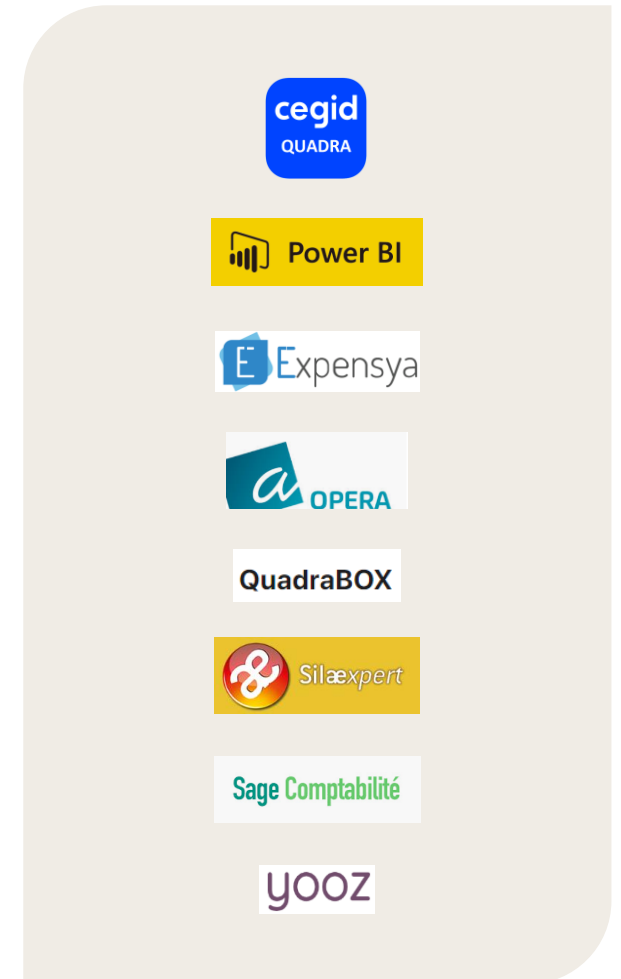 cegid
QUADRA
Power BI
E Expensya
a
OPERA
QuadraBOX
Silæxpert
Sage Comptabilité
yooz